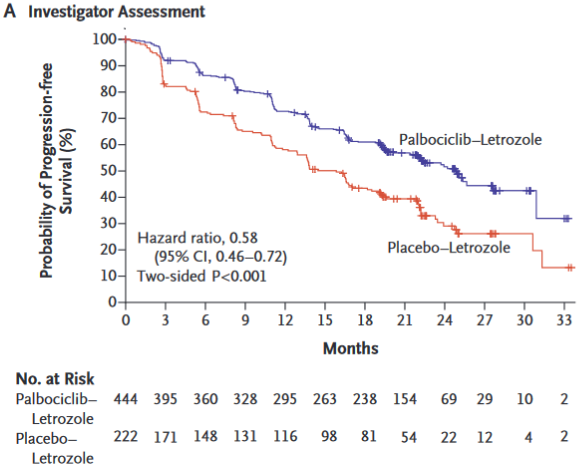 A Investigator Assessment
Probability of Progression-free
Survival (%)
100
90
80
70
60
50
40
30
20
10
0
Palbociclib–Letrozole
Placebo–Letrozole
Hazard ratio, 0.58
(95% CI, 0.46–0.72)
Two-sided P<0.001
0 3 6 9 12 15 18 21 24 27 30 33
Months
No. at Risk
Palbociclib–
Letrozole
444 395 360 328 295 263 238 154 69 29 10 2
Placebo–
Letrozole
222 171 148 131 116 98 81 54 22 12 4 2